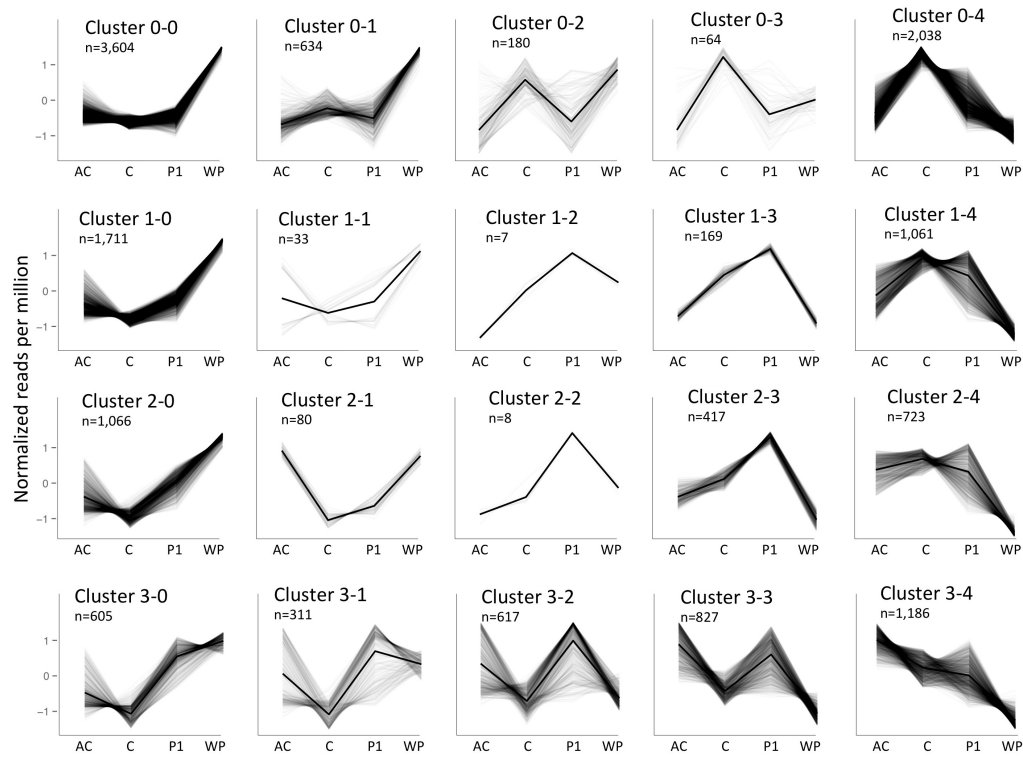 Normalized reads per million
Cluster 0-0
n=3,604
Cluster 0-1
n=634
Cluster 0-2
n=180
Cluster 0-3
n=64
Cluster 0-4
n=2,038
1
0
−1
AC C P1 WP
AC C P1 WP
AC C P1 WP
AC C P1 WP
AC C P1 WP
Cluster 1-0
n=1,711
Cluster 1-1
n=33
Cluster 1-2
n=7
Cluster 1-3
n=169
Cluster 1-4
n=1,061
1
0
−1
AC C P1 WP
AC C P1 WP
AC C P1 WP
AC C P1 WP
AC C P1 WP
Cluster 2-0
n=1,066
Cluster 2-1
n=80
Cluster 2-2
n=8
Cluster 2-3
n=417
Cluster 2-4
n=723
1
0
−1
AC C P1 WP
AC C P1 WP
AC C P1 WP
AC C P1 WP
AC C P1 WP
Cluster 3-0
n=605
Cluster 3-1
n=311
Cluster 3-2
n=617
Cluster 3-3
n=827
Cluster 3-4
n=1,186
1
0
−1
AC C P1 WP
AC C P1 WP
AC C P1 WP
AC C P1 WP
AC C P1 WP